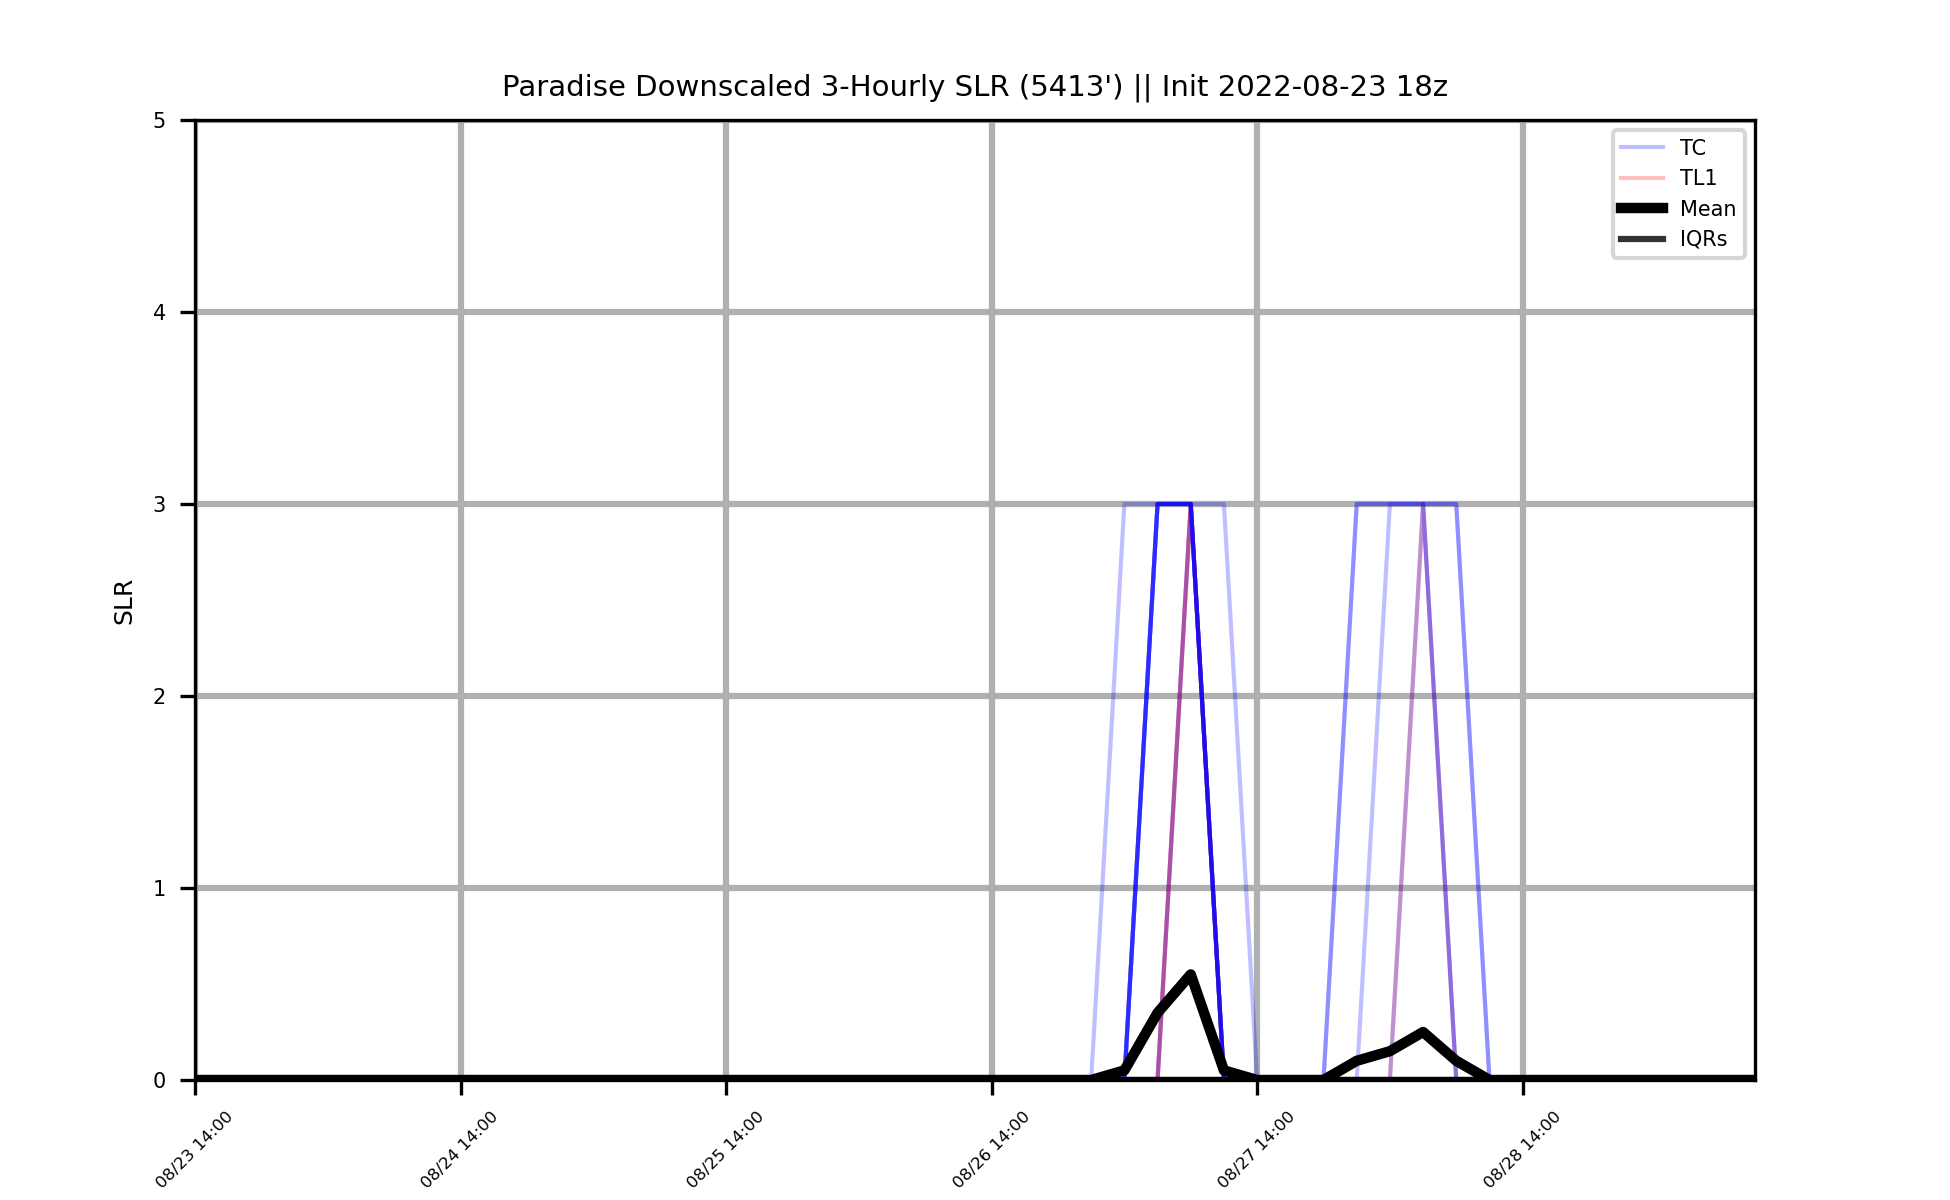 Paradise Downscaled 3-Hourly SLR (5413') || Init 2022-08-23 18z
TC
TL1
Mean
IQRs
SLR
5
4
3
2
1
0
08/23 14:00
08/24 14:00
08/25 14:00
08/26 14:00
08/27 14:00
08/28 14:00